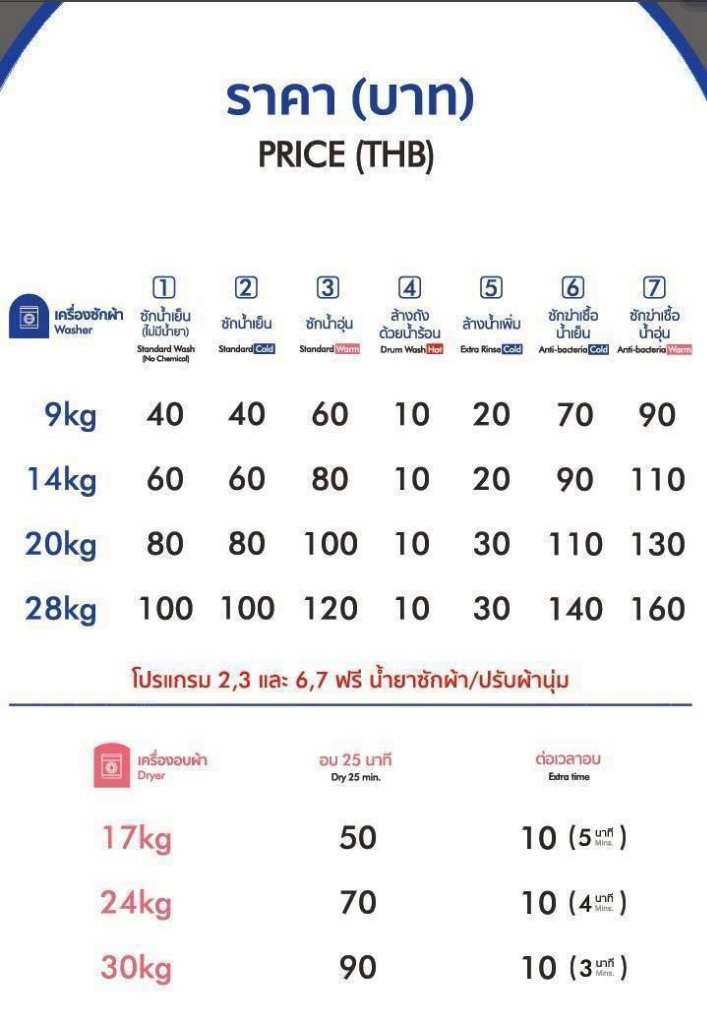 ราคา (บาท)
PRICE (THB)
เครื่องซักผ้า
Washer
1 2 3 4 5 6 7
ซักน้ำเย็น (ไม่มีน้ำยา) Standard Wash (No Chemical)
ซักน้ำเย็น Standard Cold
ซักน้ำอุ่น Standard Warm
ล้างถัง ด้วยน้ำร้อน Drum Wash Hot
ล้างน้ำเพิ่ม Extra Rinse Cold
ซักฆ่าเชื้อ น้ำเย็น Anti-bacteria Cold
ซักฆ่าเชื้อ น้ำอุ่น Anti-bacteria Warm
9kg 40 40 60 10 20 70 90
14kg 60 60 80 10 20 90 110
20kg 80 80 100 10 30 110 130
28kg 100 100 120 10 30 140 160
โปรแกรม 2,3 และ 6,7 ฟรี น้ำยาซักผ้า/ปรับผ้านุ่ม
เครื่องอบผ้า
Dryer
อบ 25 นาที
Dry 25 min.
ต่อเวลาอบ
Extra time
17kg 50 10 (5 นาที Mins.)
24kg 70 10 (4 นาที Mins.)
30kg 90 10 (3 นาที Mins.)